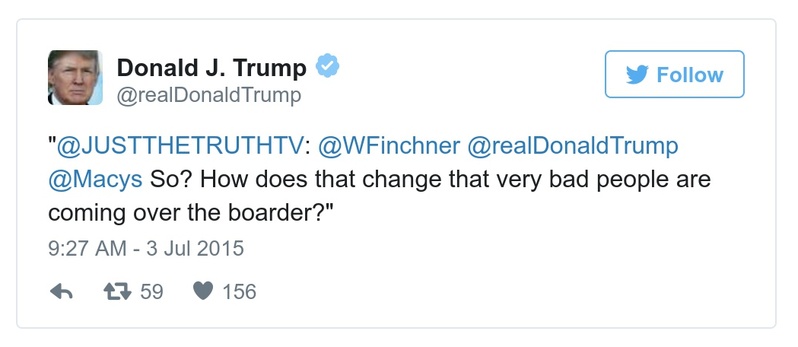 Donald J. Trump
Follow
@realDonaldTrump
"@JUSTTHETRUTHTV: @WFinchner @realDonaldTrump
@Macys So? How does that change that very bad people are
coming over the boarder?"
9:27 AM - 3 Jul 2015
59 156